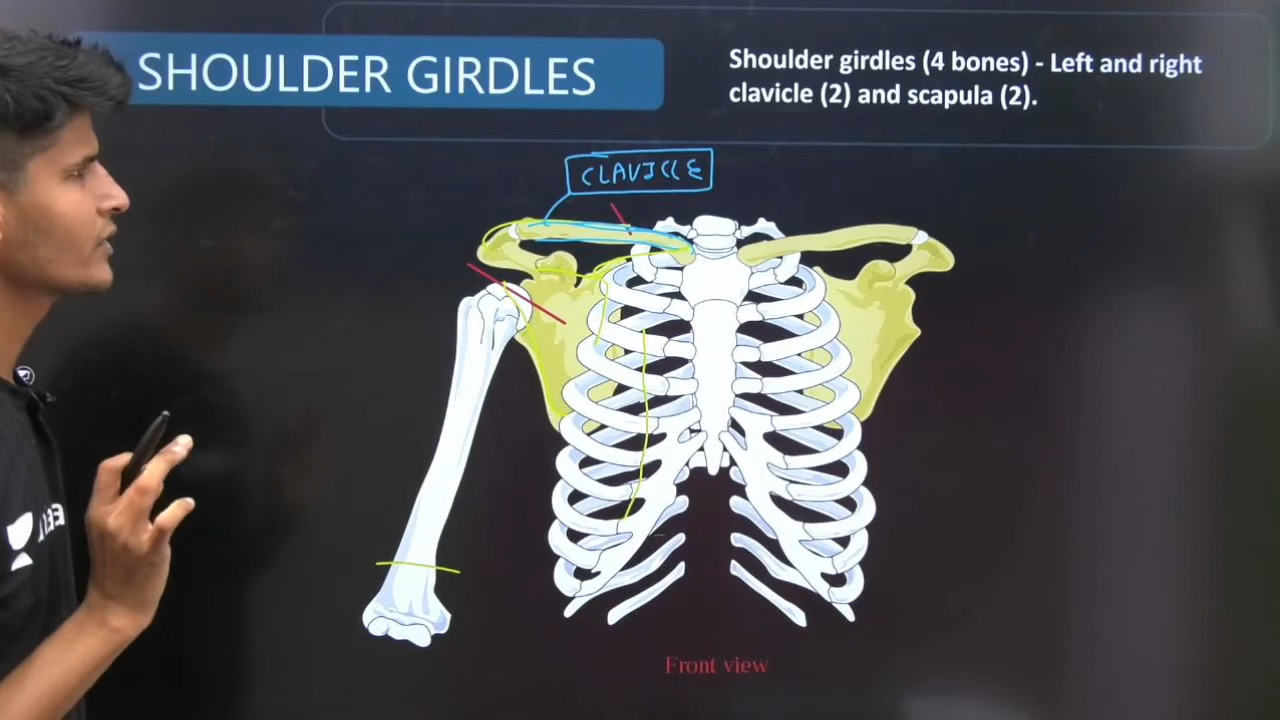 SHOULDER GIRDLES
Shoulder girdles (4 bones) - Left and right
clavicle (2) and scapula (2).
CLAVICLE
Front view